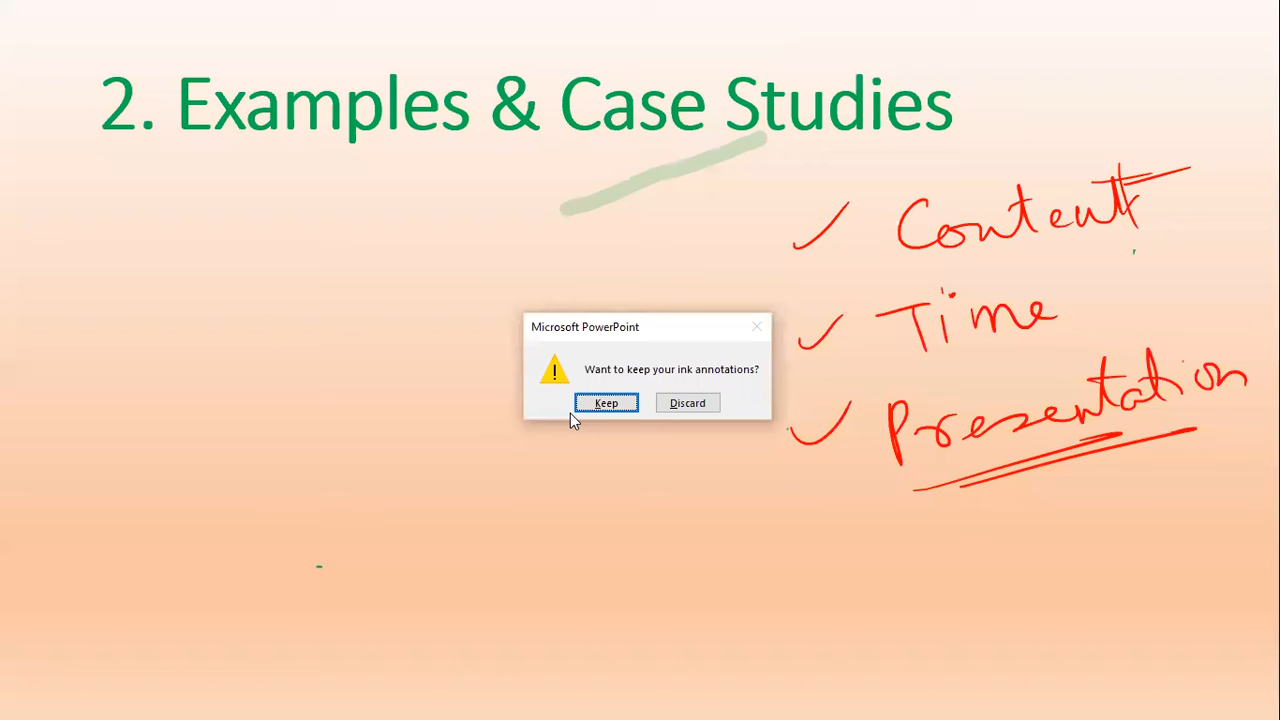 2. Examples & Case Studies
Content
Time
Presentation
Microsoft PowerPoint
Want to keep your ink annotations?
Keep
Discard